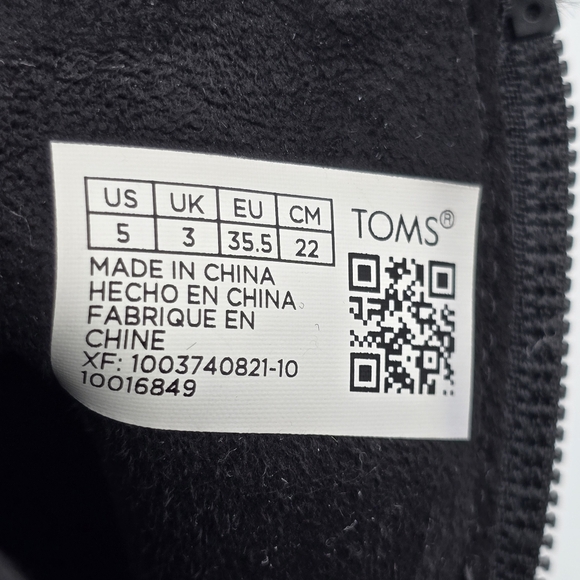 US UK EU CM
5 3 35.5 22
TOMS®
MADE IN CHINA
HECHO EN CHINA
FABRIQUE EN
CHINE
XF: 1003740821-10
10016849